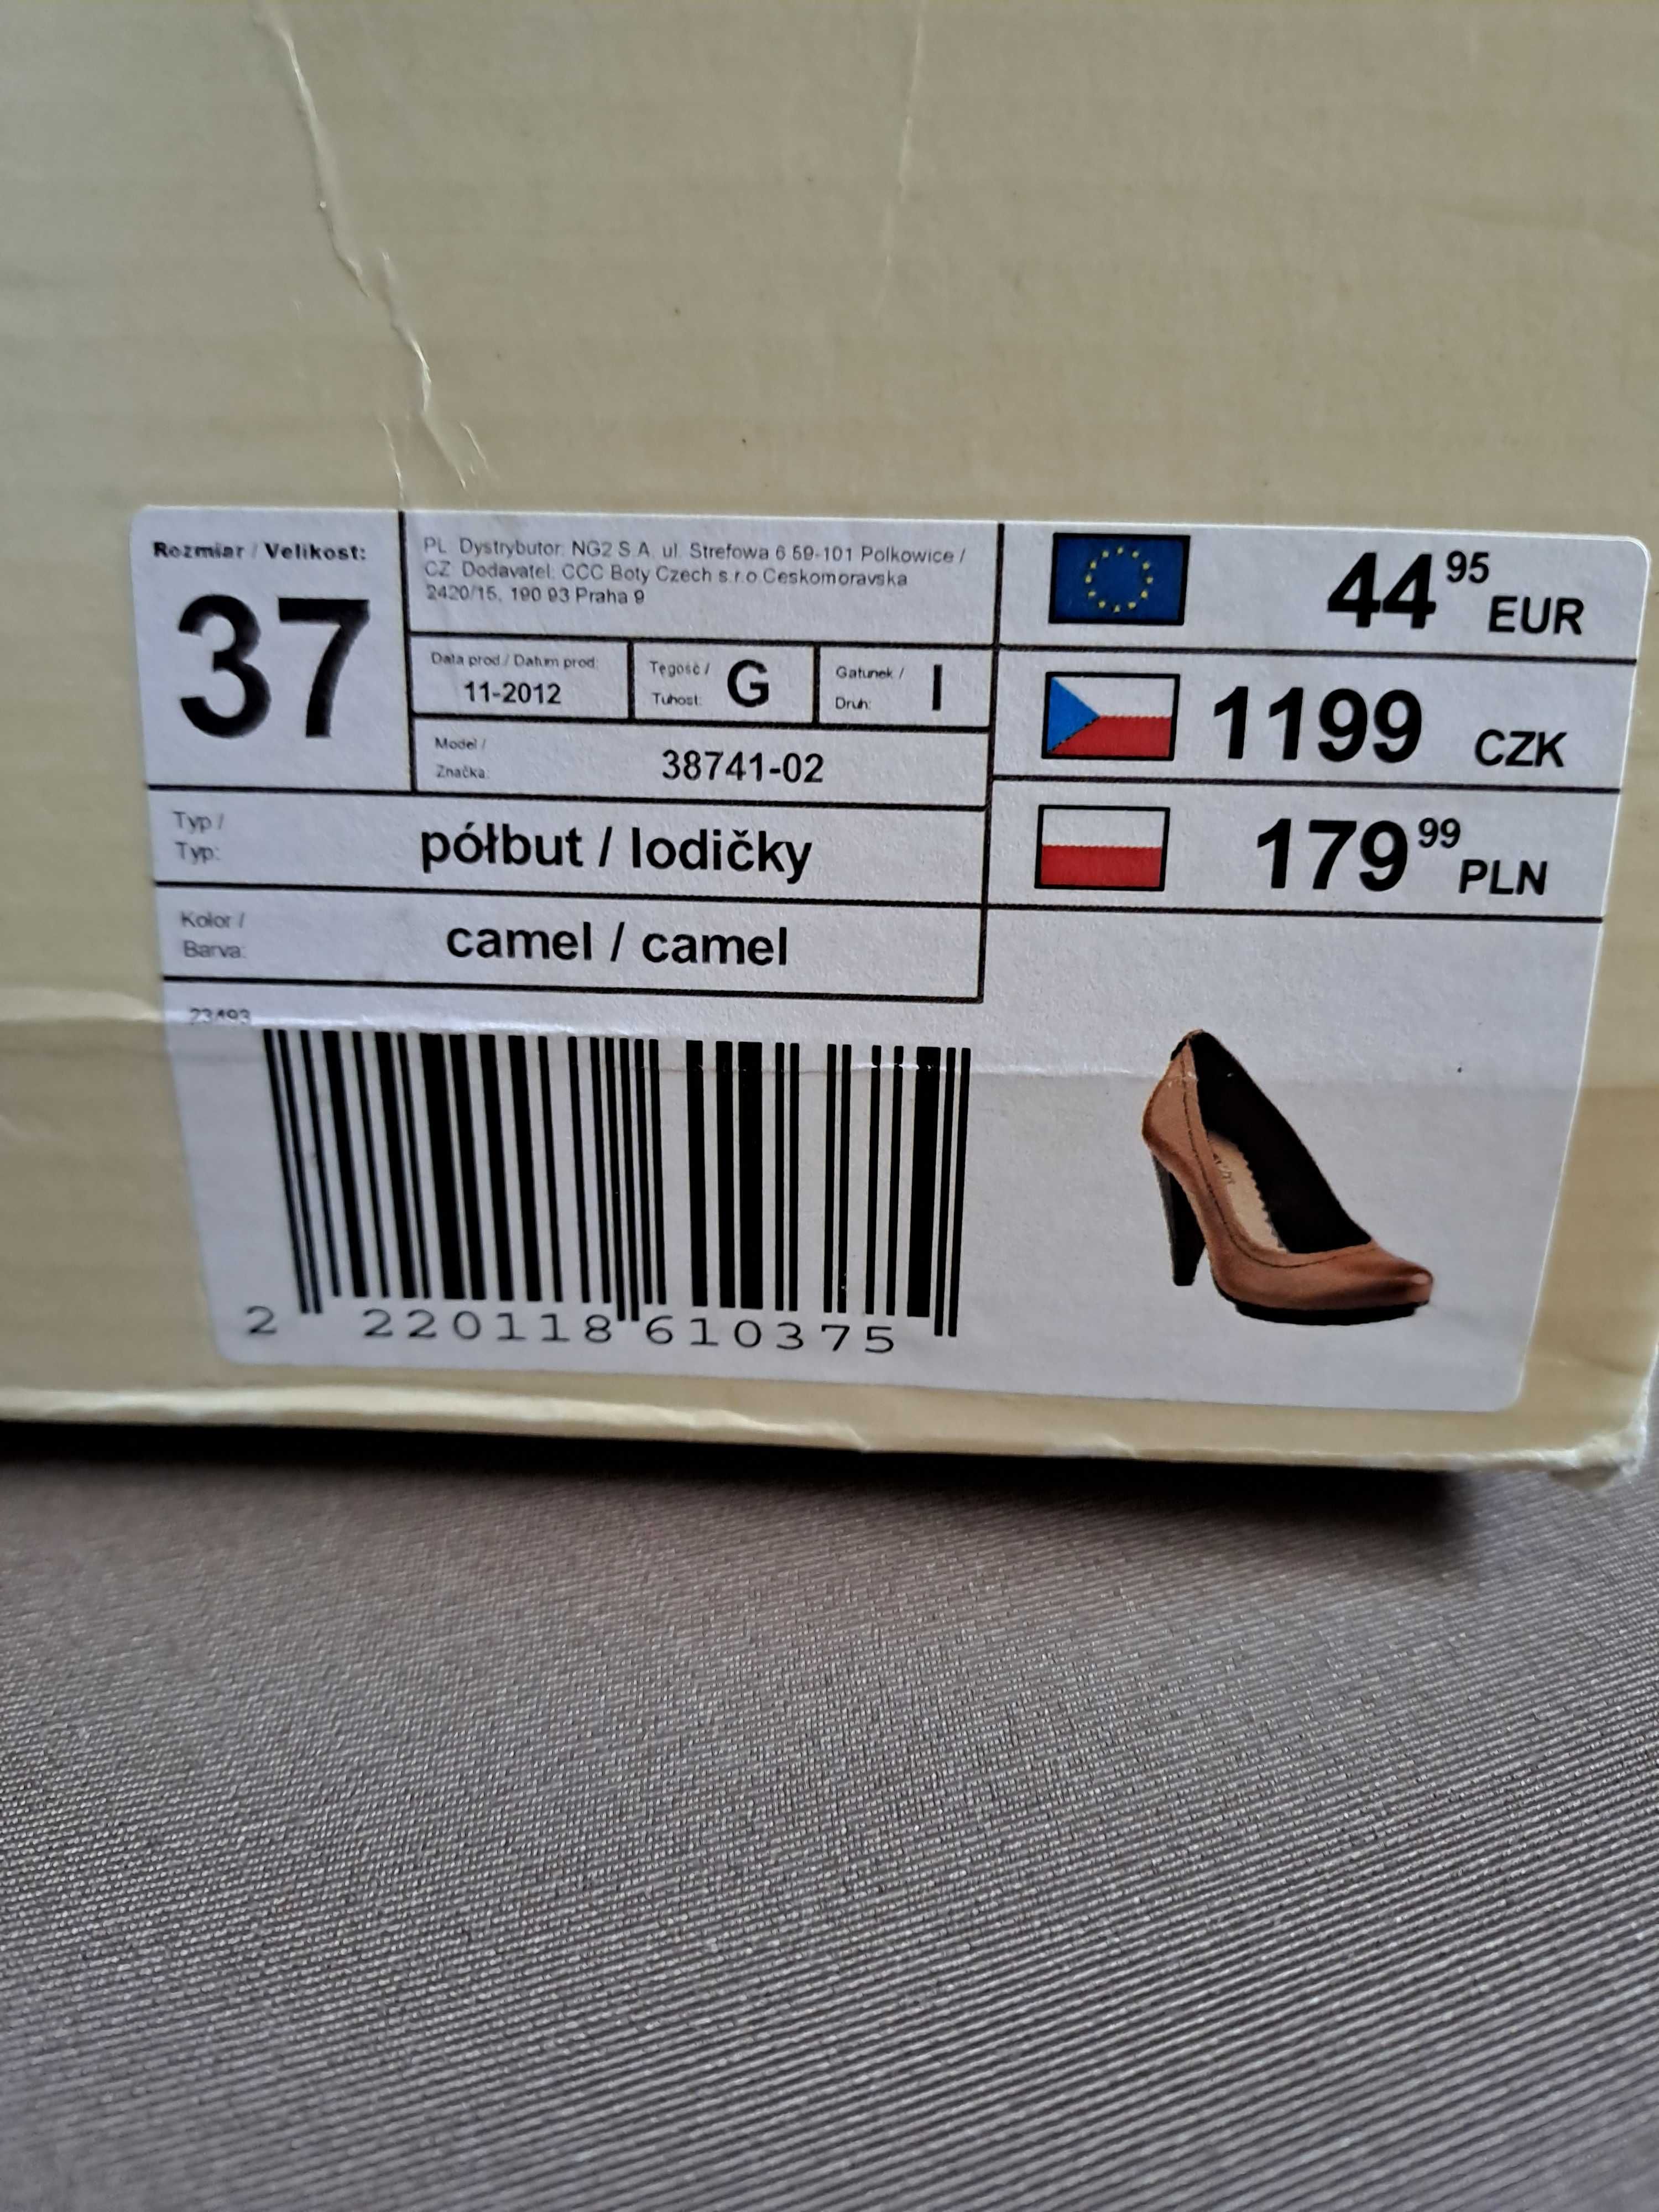 Rozmiar / Velikost:
37
PL Dystrybutor: NG2 S.A. ul. Strefowa 6 59-101 Polkowice /
CZ Dodavatel: CCC Boty Czech s.r.o Ceskomoravska
2420/15, 190 93 Praha 9
Data prod./ Datum prod:
11-2012
Tęgość /
Tuhost:
G
Gatunek /
Druh:
I
Model /
Značka:
38741-02
Typ /
Typ:
półbut / lodičky
Kolor /
Barva:
camel / camel
44 95 EUR
1199 CZK
179 99 PLN
23493
2 220118 610375